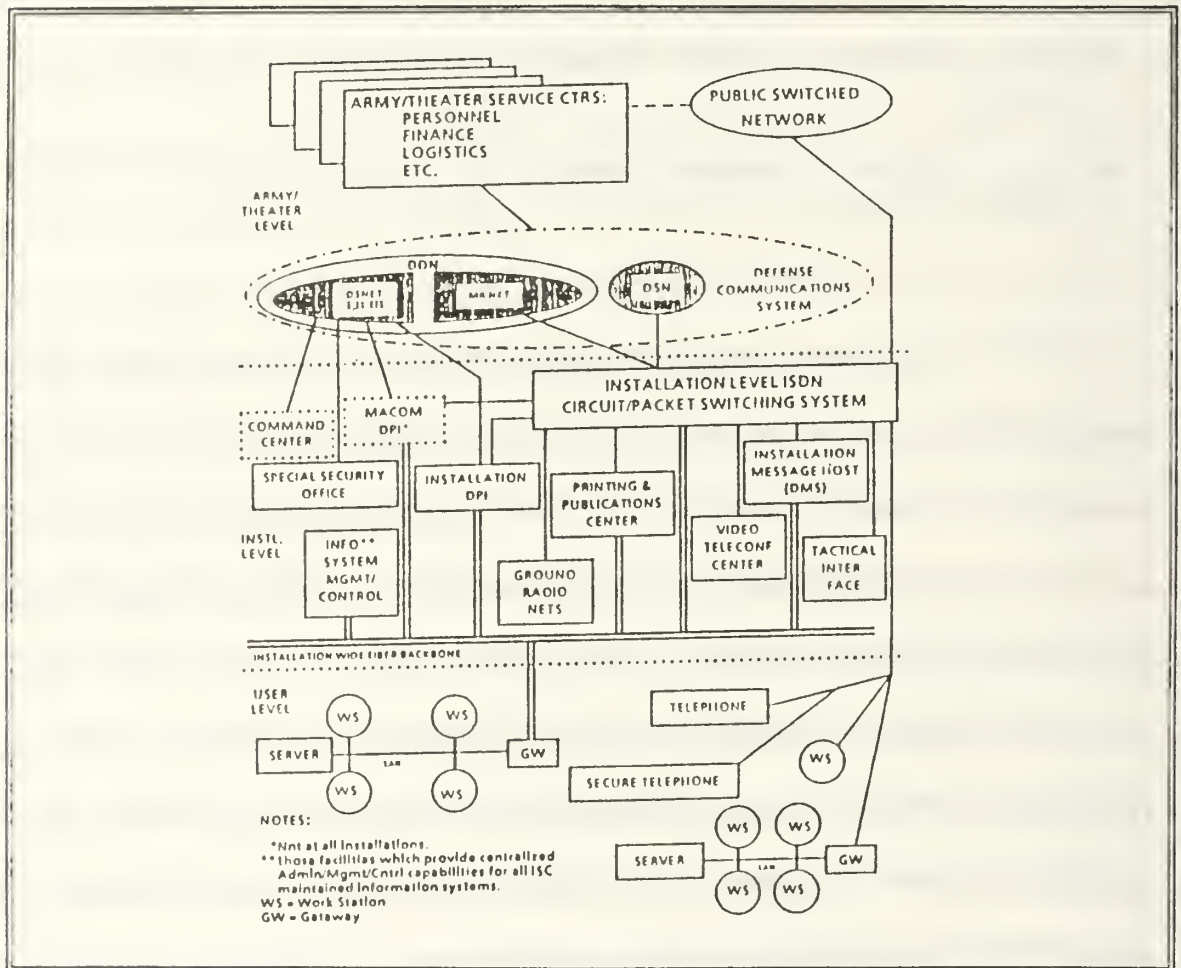 ARMY/THEATER SERVICE CTRS:
PERSONNEL
FINANCE
LOGISTICS
ETC.
PUBLIC SWITCHED
NETWORK
ARMY/
THEATER
LEVEL
DDN
DSNET
MILNET
DSN
DEFENSE
COMMUNICATIONS
SYSTEM
INSTALLATION LEVEL ISDN
CIRCUIT/PACKET SWITCHING SYSTEM
COMMAND
CENTER
MACOM
DPI*
SPECIAL SECURITY
OFFICE
INSTALLATION
DPI
PRINTING &
PUBLICATIONS
CENTER
INSTALLATION
MESSAGE HOST
(DMS)
INSTL.
LEVEL
INFO**
SYSTEM
MGMT/
CONTROL
GROUND
RADIO
NETS
VIDEO
TELECONF
CENTER
TACTICAL
INTER
FACE
INSTALLATION WIDE FIBER BACKBONE
USER
LEVEL
WS
WS
SERVER
LAN
GW
WS
WS
TELEPHONE
SECURE TELEPHONE
WS
WS
WS
SERVER
LAN
GW
WS
WS
NOTES:
*Not at all installations.
**those facilities which provide centralized
Admin/Mgmt/Cntrl capabilities for all ISC
maintained information systems.
WS = Work Station
GW = Gataway